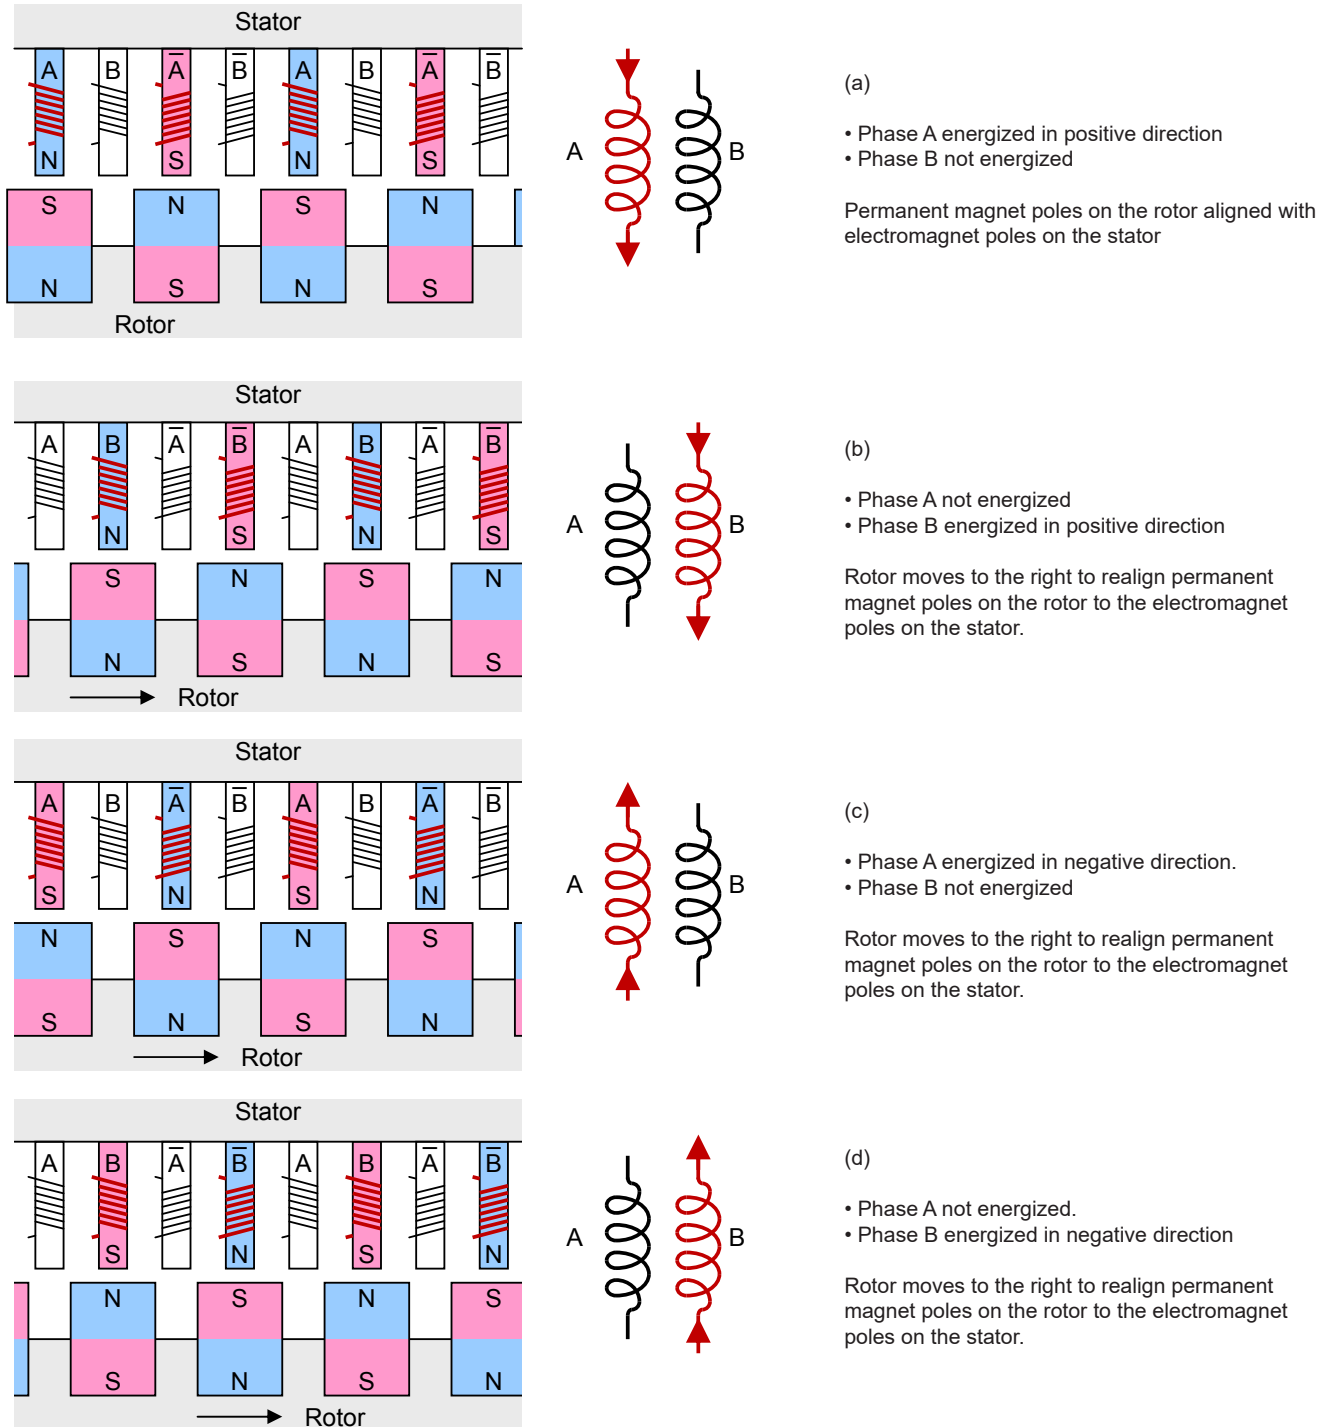 Stator
A B A̅ B̅ A B A̅ B̅
N S N S
S N S N
N S N S
Rotor
A B
(a)
• Phase A energized in positive direction
• Phase B not energized
Permanent magnet poles on the rotor aligned with
electromagnet poles on the stator
Stator
A B A̅ B̅ A B A̅ B̅
N S N S
S N S N
N S N S
Rotor
A B
(b)
• Phase A not energized
• Phase B energized in positive direction
Rotor moves to the right to realign permanent
magnet poles on the rotor to the electromagnet
poles on the stator.
Stator
A B A̅ B̅ A B A̅ B̅
S N S N
N S N S
S N S N
Rotor
A B
(c)
• Phase A energized in negative direction.
• Phase B not energized
Rotor moves to the right to realign permanent
magnet poles on the rotor to the electromagnet
poles on the stator.
Stator
A B A̅ B̅ A B A̅ B̅
S N S N
N S N S
S N S N
Rotor
A B
(d)
• Phase A not energized.
• Phase B energized in negative direction
Rotor moves to the right to realign permanent
magnet poles on the rotor to the electromagnet
poles on the stator.